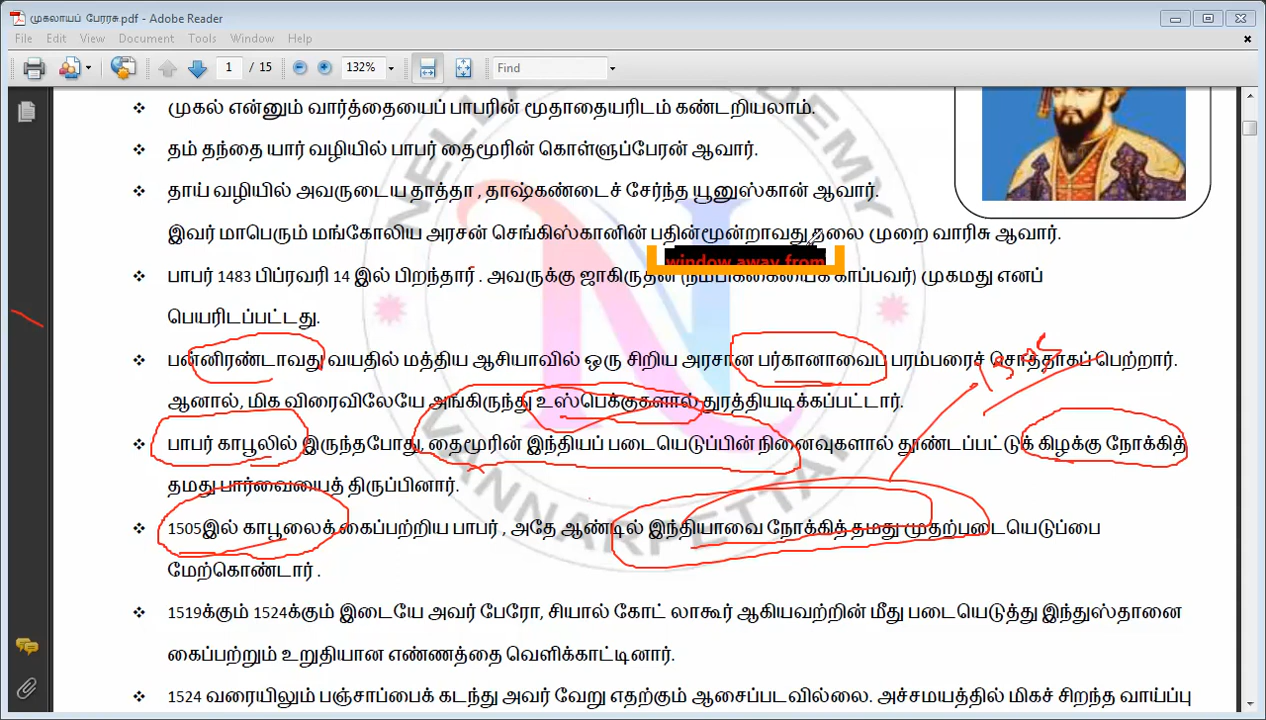 முகலாயப் பேரரசு.pdf - Adobe Reader
File Edit View Document Tools Window Help
1 / 15 132% Find
முகல் என்னும் வார்த்தையைப் பாபரின் மூதாதையரிடம் கண்டறியலாம்.
தம் தந்தை யார் வழியில் பாபர் தைமூரின் கொள்ளுப்பேரன் ஆவார்.
தாய் வழியில் அவருடைய தாத்தா , தாஷ்கண்டைச் சேர்ந்த யூனுஸ்கான் ஆவார்.
இவர் மாபெரும் மங்கோலிய அரசன் செங்கிஸ்கானின் பதின்மூன்றாவது தலை முறை வாரிசு ஆவார்.
window away from
பாபர் 1483 பிப்ரவரி 14 இல் பிறந்தார் . அவருக்கு ஜாகிருதீன் (நம்பிக்கையைக் காப்பவர்) முகமது எனப்
பெயரிடப்பட்டது.
பன்னிரண்டாவது வயதில் மத்திய ஆசியாவில் ஒரு சிறிய அரசான பர்கானாவைப் பரம்பரைச் சொத்தாகப் பெற்றார்.
ஆனால், மிக விரைவிலேயே அங்கிருந்து உஸ்பெக்குகளால் துரத்தியடிக்கப்பட்டார்.
பாபர் காபூலில் இருந்தபோது, தைமூரின் இந்தியப் படையெடுப்பின் நினைவுகளால் தூண்டப்பட்டுக் கிழக்கு நோக்கித்
தமது பார்வையைத் திருப்பினார்.
1505இல் காபூலைக் கைப்பற்றிய பாபர் , அதே ஆண்டில் இந்தியாவை நோக்கித் தமது முதற்படையெடுப்பை
மேற்கொண்டார் .
1519க்கும் 1524க்கும் இடையே அவர் பேரோ, சியால் கோட் லாகூர் ஆகியவற்றின் மீது படையெடுத்து இந்துஸ்தானை
கைப்பற்றும் உறுதியான எண்ணத்தை வெளிக்காட்டினார்.
1524 வரையிலும் பஞ்சாப்பைக் கடந்து அவர் வேறு எதற்கும் ஆசைப்படவில்லை. அச்சமயத்தில் மிகச் சிறந்த வாய்ப்பு
VANNARPETTAI